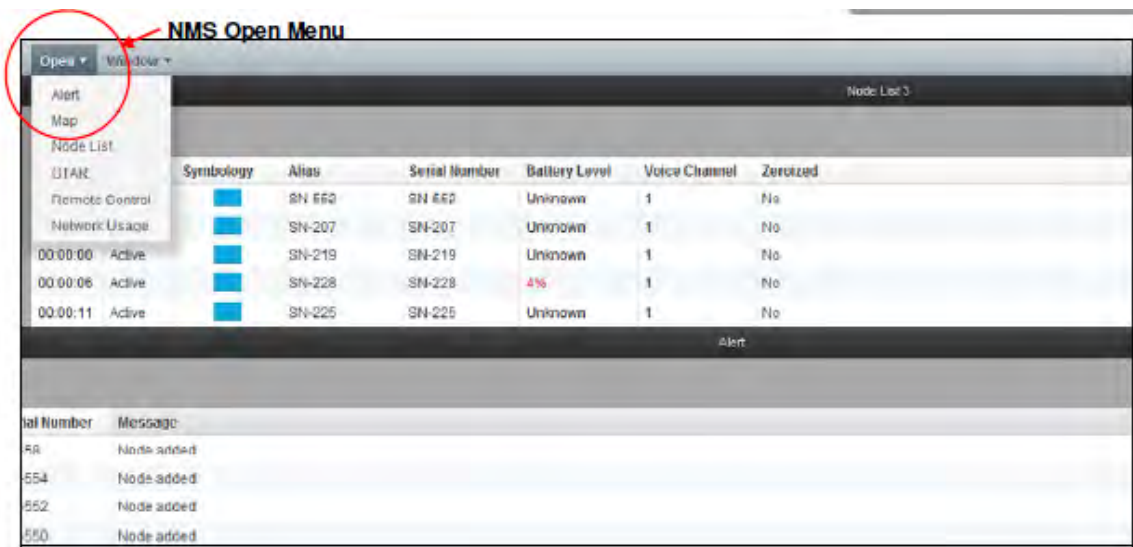 NMS Open Menu
Open Window
Node List 3
Alert
Map
Node List
OTAR
Remote Control
Network Usage
Symbology Alias Serial Number Battery Level Voice Channel Zeroized
SN-552 SN-552 Unknown 1 No
SN-207 SN-207 Unknown 1 No
00:00:00 Active SN-219 SN-219 Unknown 1 No
00:00:06 Active SN-228 SN-228 4% 1 No
00:00:11 Active SN-225 SN-225 Unknown 1 No
Alert
ial Number Message
58 Node added
554 Node added
552 Node added
550 Node added